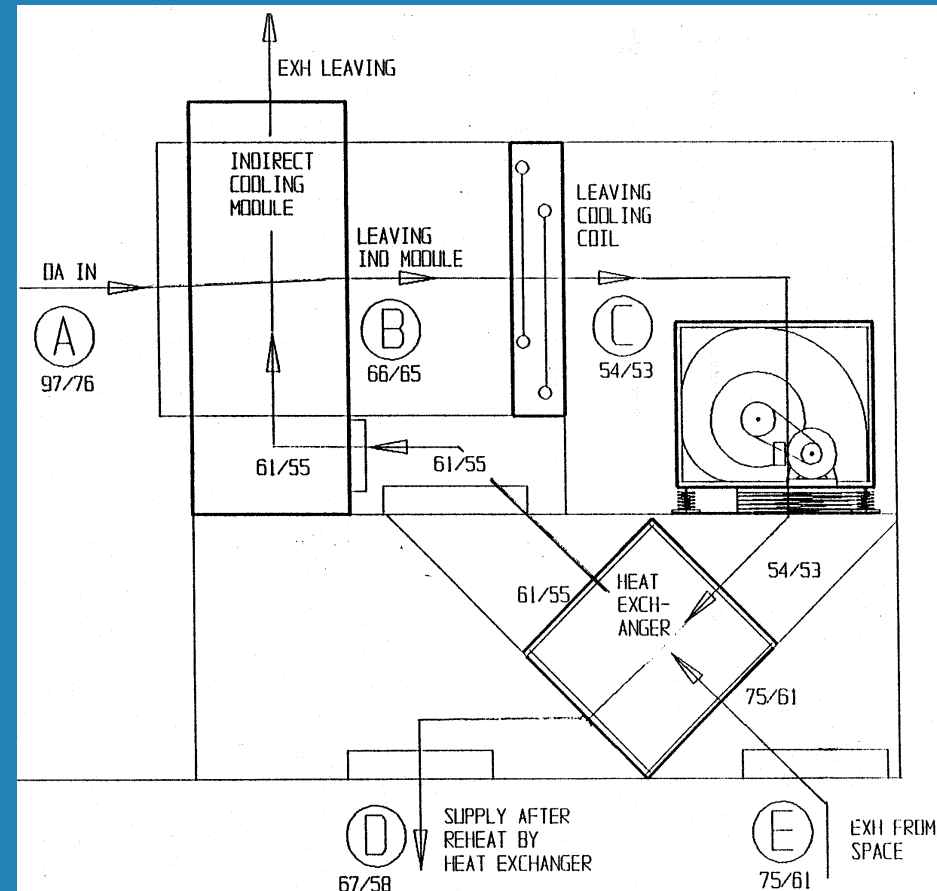 EXH LEAVING
INDIRECT
COOLING
MODULE
LEAVING
COOLING
COIL
LEAVING
IND MODULE
OA IN
A
B
C
97/76
66/65
54/53
61/55
61/55
61/55
HEAT
EXCH-
ANGER
54/53
75/61
D
SUPPLY AFTER
REHEAT BY
HEAT EXCHANGER
67/58
E
EXH FROM
SPACE
75/61